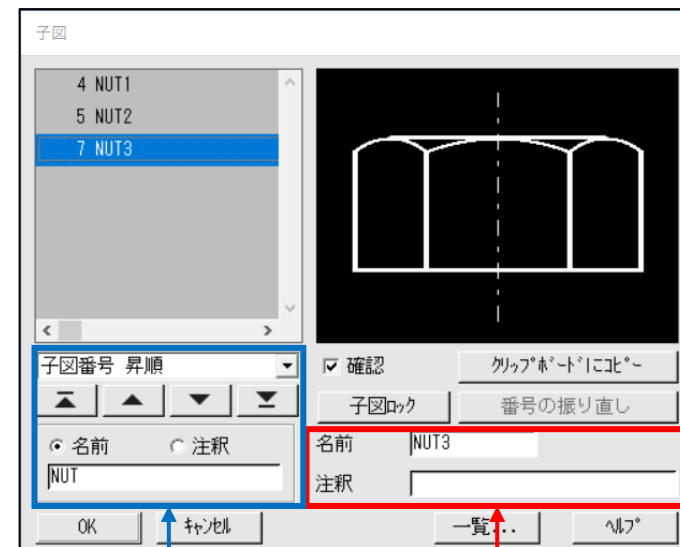 子図
4 NUT1
5 NUT2
7 NUT3
子図番号 昇順
確認
クリップボードにコピー
子図ロック
番号の振り直し
名前
注釈
NUT
名前
NUT3
注釈
OK
キャンセル
一覧...
ヘルプ